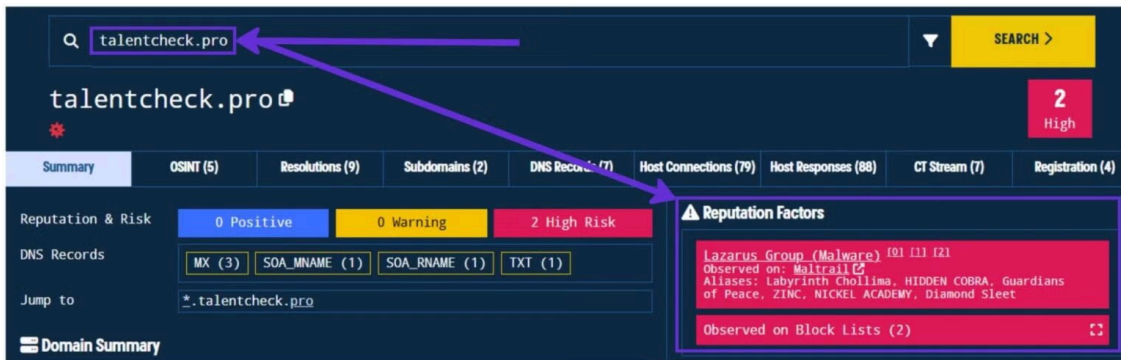 talentcheck.pro
SEARCH >
talentcheck.pro
2
High
Summary
OSINT (5)
Resolutions (9)
Subdomains (2)
DNS Records (7)
Host Connections (79)
Host Responses (88)
CT Stream (7)
Registration (4)
Reputation & Risk
0 Positive
0 Warning
2 High Risk
DNS Records
MX (3)
SOA_MNAME (1)
SOA_RNAME (1)
TXT (1)
Jump to
*.talentcheck.pro
Domain Summary
Reputation Factors
Lazarus Group (Malware) [0] [1] [2]
Observed on: Maltrail
Aliases: Labyrinth Chollima, HIDDEN COBRA, Guardians
of Peace, ZINC, NICKEL ACADEMY, Diamond Sleet
Observed on Block Lists (2)